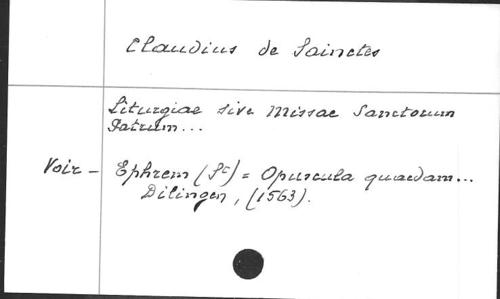 Claudius de Sainctes
Liturgiae sive Missae Sanctorum
Patrum...
Voir - Ephrem (St) = Opuscula quaedam...
Dilingen, (1563).